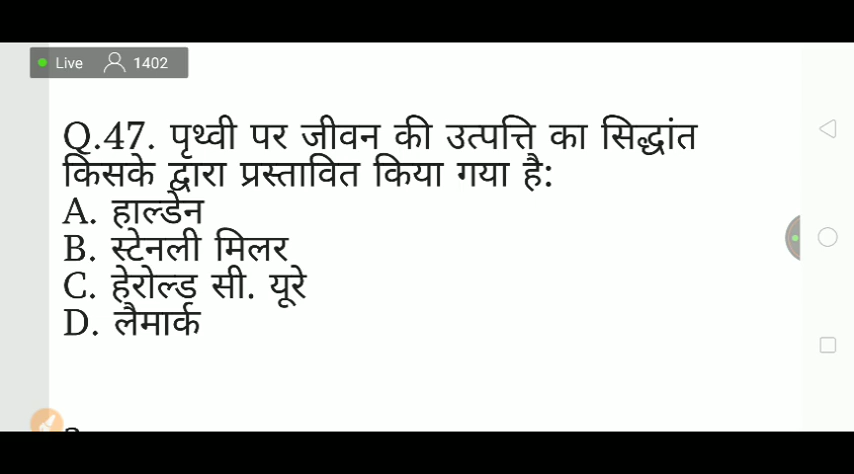 Live 1402
Q.47. पृथ्वी पर जीवन की उत्पत्ति का सिद्धांत
किसके द्वारा प्रस्तावित किया गया है:
A. हाल्डेन
B. स्टेनली मिलर
C. हेरोल्ड सी. यूरे
D. लैमार्क